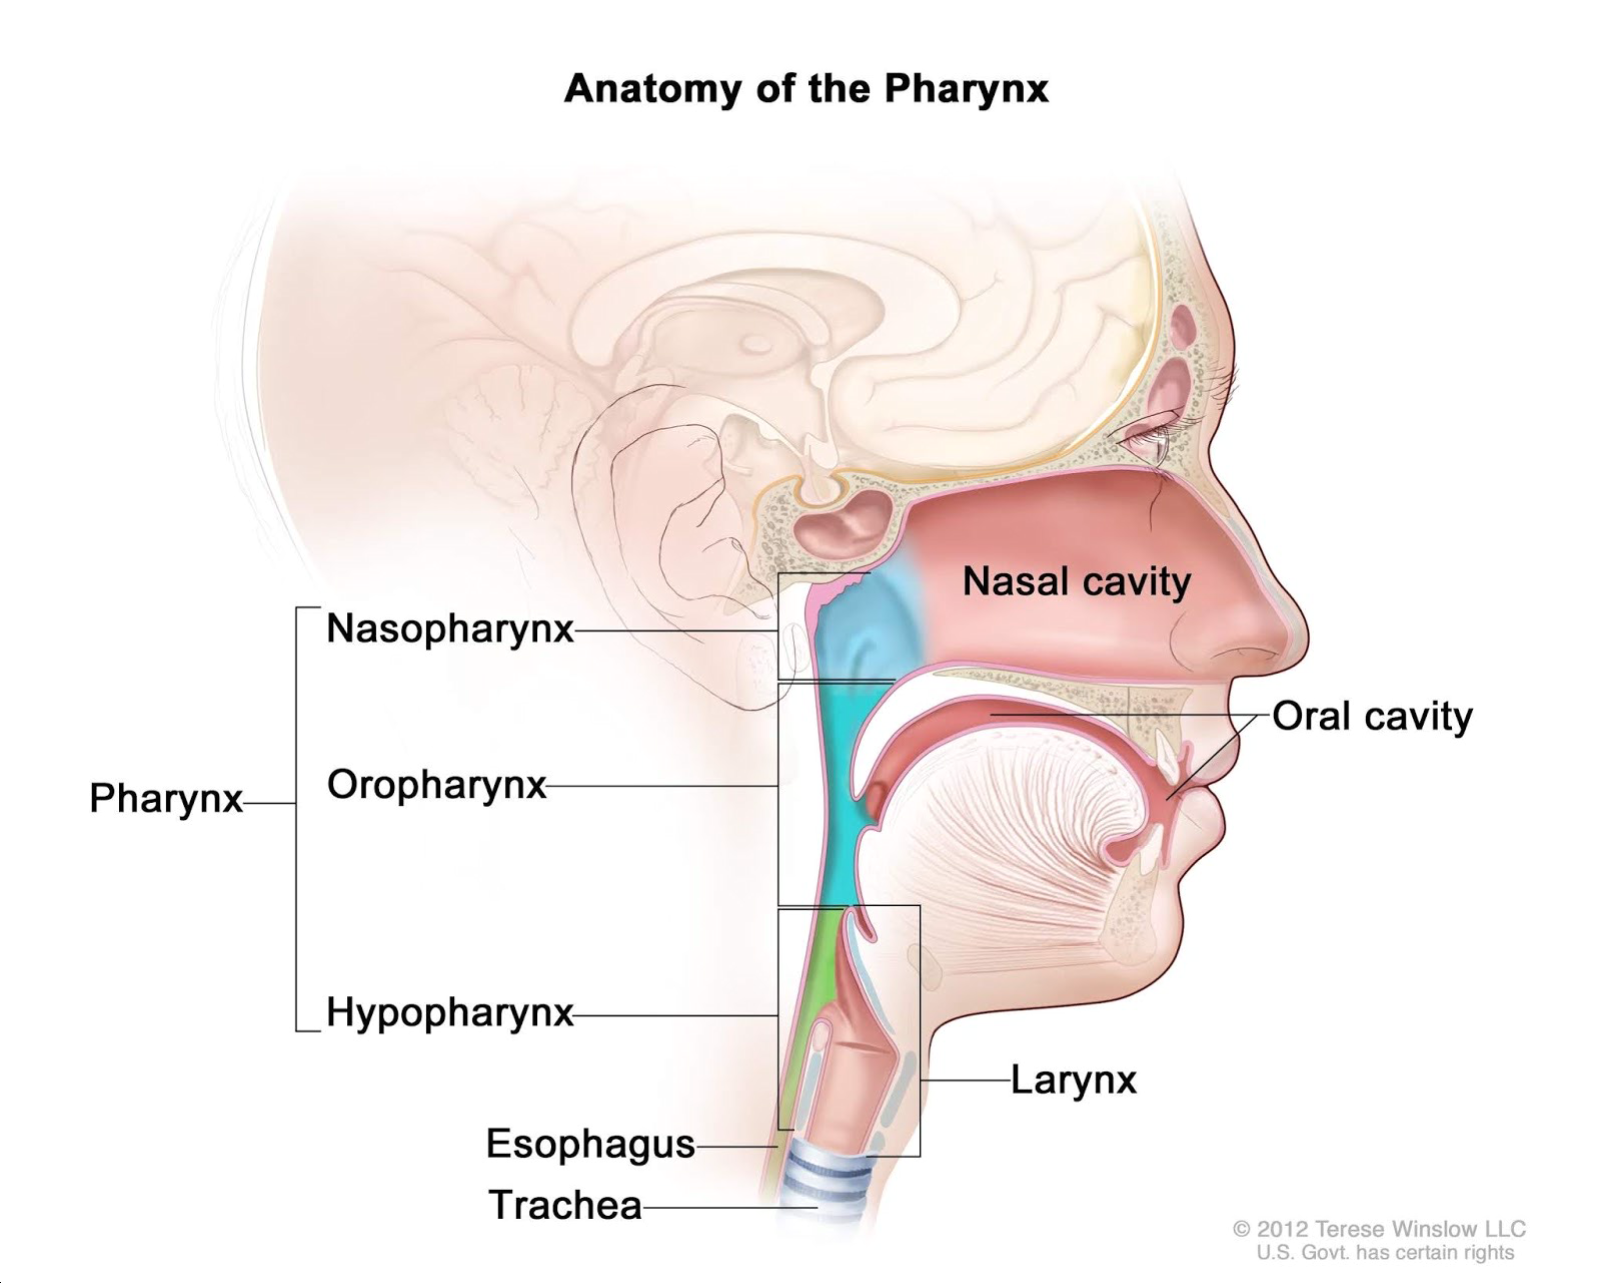 Anatomy of the Pharynx
Nasal cavity
Nasopharynx
Oral cavity
Oropharynx
Pharynx
Hypopharynx
Larynx
Esophagus
Trachea
© 2012 Terese Winslow LLC
U.S. Govt. has certain rights